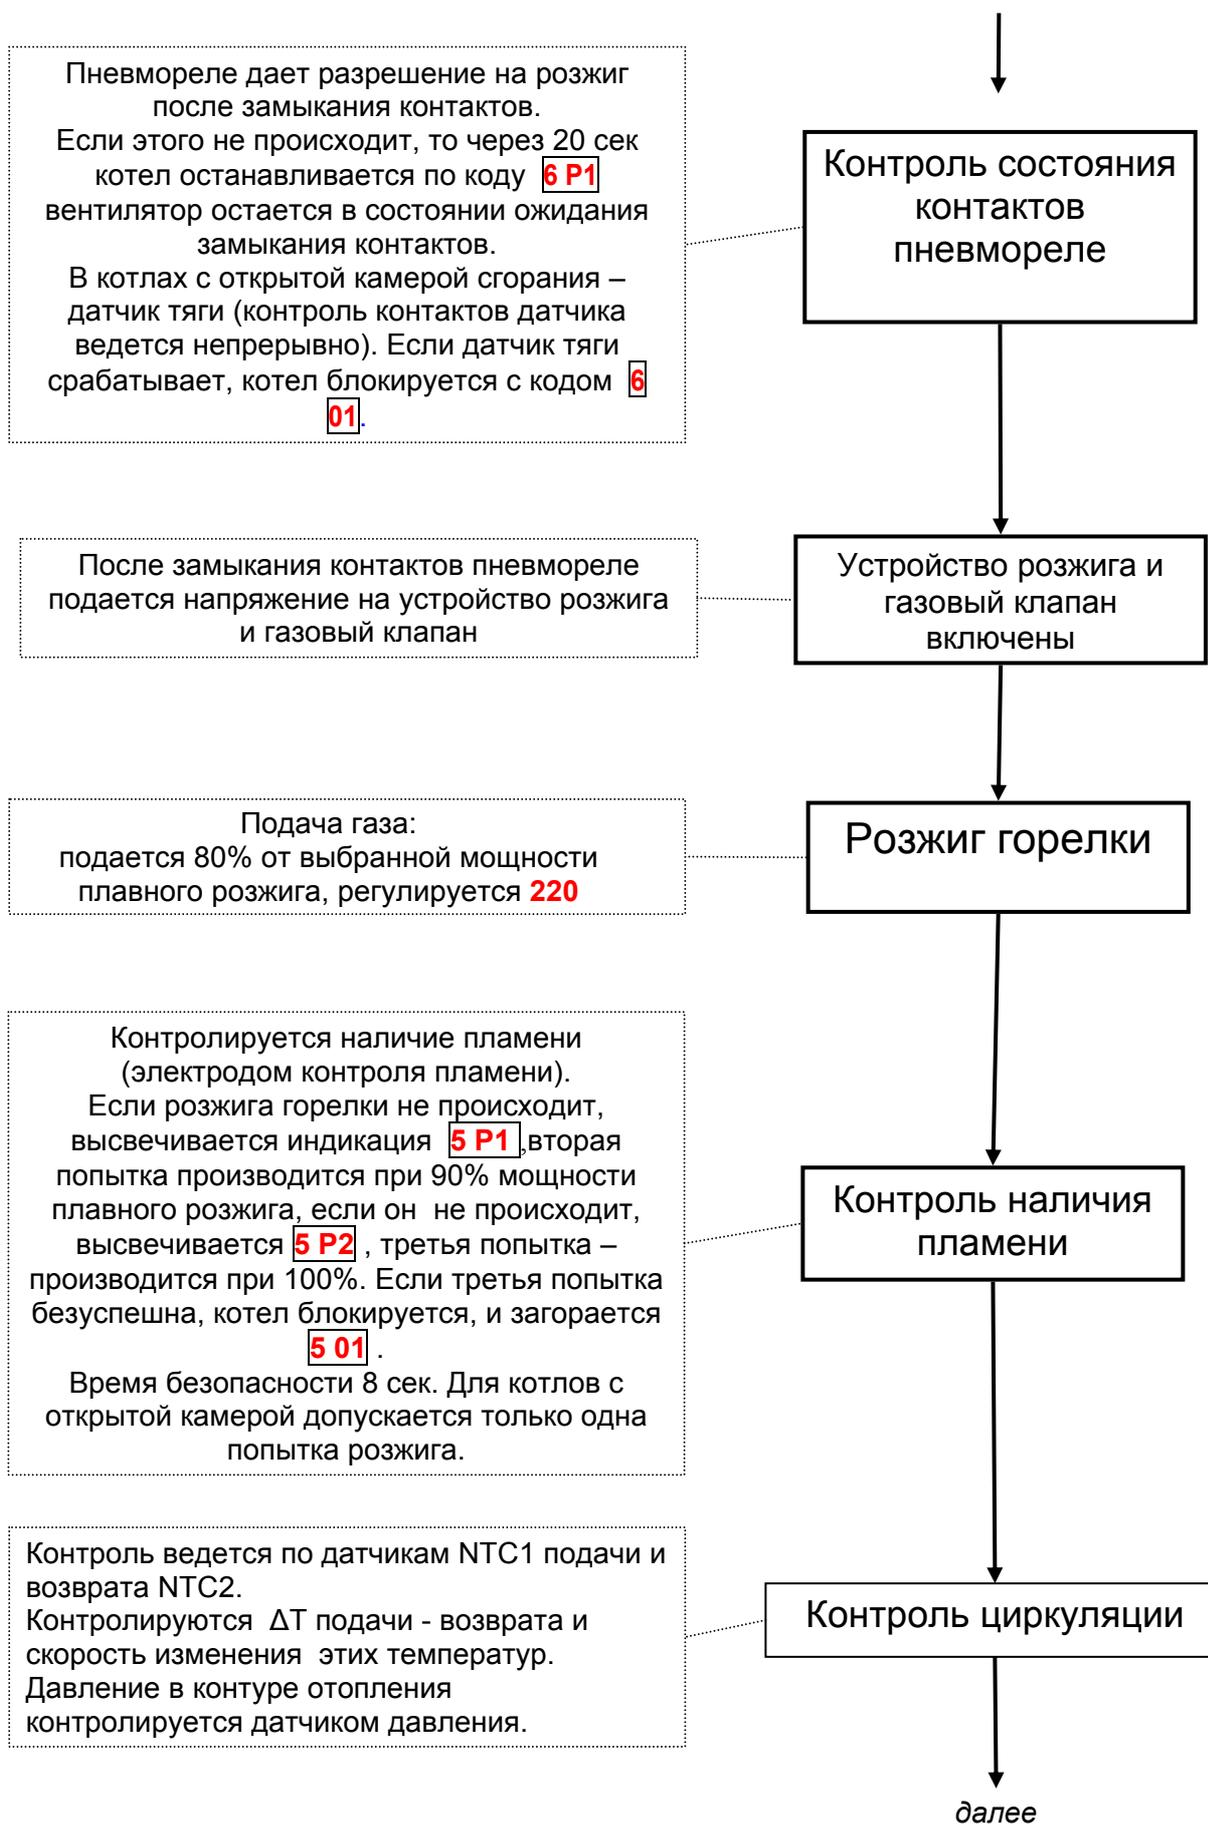 Пневмореле дает разрешение на розжиг
после замыкания контактов.
Если этого не происходит, то через 20 сек
котел останавливается по коду 6 P1
вентилятор остается в состоянии ожидания
замыкания контактов.
В котлах с открытой камерой сгорания –
датчик тяги (контроль контактов датчика
ведется непрерывно). Если датчик тяги
срабатывает, котел блокируется с кодом 6
01.
Контроль состояния
контактов
пневмореле
После замыкания контактов пневмореле
подается напряжение на устройство розжига
и газовый клапан
Устройство розжига и
газовый клапан
включены
Подача газа:
подается 80% от выбранной мощности
плавного розжига, регулируется 220
Розжиг горелки
Контролируется наличие пламени
(электродом контроля пламени).
Если розжига горелки не происходит,
высвечивается индикация 5 P1 ,вторая
попытка производится при 90% мощности
плавного розжига, если он не происходит,
высвечивается 5 P2 , третья попытка –
производится при 100%. Если третья попытка
безуспешна, котел блокируется, и загорается
5 01 .
Время безопасности 8 сек. Для котлов с
открытой камерой допускается только одна
попытка розжига.
Контроль наличия
пламени
Контроль ведется по датчикам NTC1 подачи и
возврата NTC2.
Контролируются ΔT подачи - возврата и
скорость изменения этих температур.
Давление в контуре отопления
контролируется датчиком давления.
Контроль циркуляции
далее